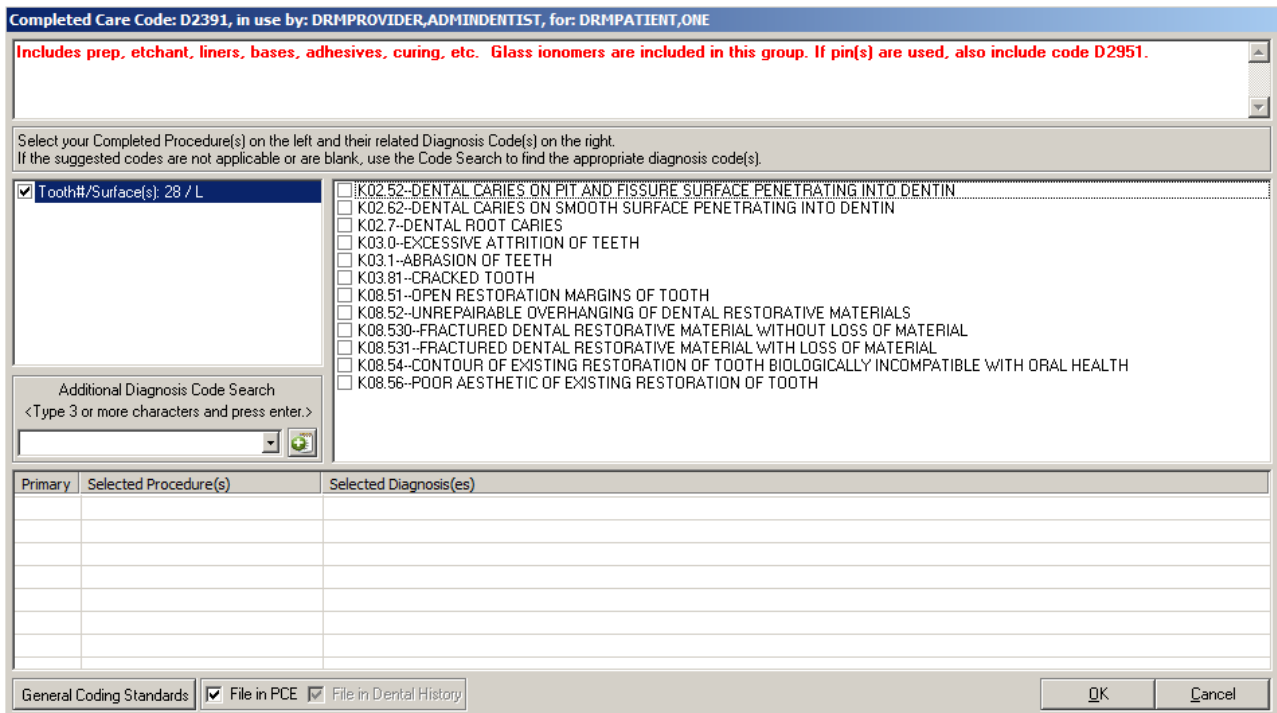 Completed Care Code: D2391, in use by: DRMPROVIDER,ADMINDENTIST, for: DRMPATIENT,ONE
Includes prep, etchant, liners, bases, adhesives, curing, etc.  Glass ionomers are included in this group. If pin(s) are used, also include code D2951.
Select your Completed Procedure(s) on the left and their related Diagnosis Code(s) on the right.
If the suggested codes are not applicable or are blank, use the Code Search to find the appropriate diagnosis code(s).
Tooth#/Surface(s): 28 / L
K02.52--DENTAL CARIES ON PIT AND FISSURE SURFACE PENETRATING INTO DENTIN
K02.62--DENTAL CARIES ON SMOOTH SURFACE PENETRATING INTO DENTIN
K02.7--DENTAL ROOT CARIES
K03.0--EXCESSIVE ATTRITION OF TEETH
K03.1--ABRASION OF TEETH
K03.81--CRACKED TOOTH
K08.51--OPEN RESTORATION MARGINS OF TOOTH
K08.52--UNREPAIRABLE OVERHANGING OF DENTAL RESTORATIVE MATERIALS
K08.530--FRACTURED DENTAL RESTORATIVE MATERIAL WITHOUT LOSS OF MATERIAL
K08.531--FRACTURED DENTAL RESTORATIVE MATERIAL WITH LOSS OF MATERIAL
K08.54--CONTOUR OF EXISTING RESTORATION OF TOOTH BIOLOGICALLY INCOMPATIBLE WITH ORAL HEALTH
K08.56--POOR AESTHETIC OF EXISTING RESTORATION OF TOOTH
Additional Diagnosis Code Search
<Type 3 or more characters and press enter.>
Primary Selected Procedure(s) Selected Diagnosis(es)
General Coding Standards File in PCE File in Dental History OK Cancel